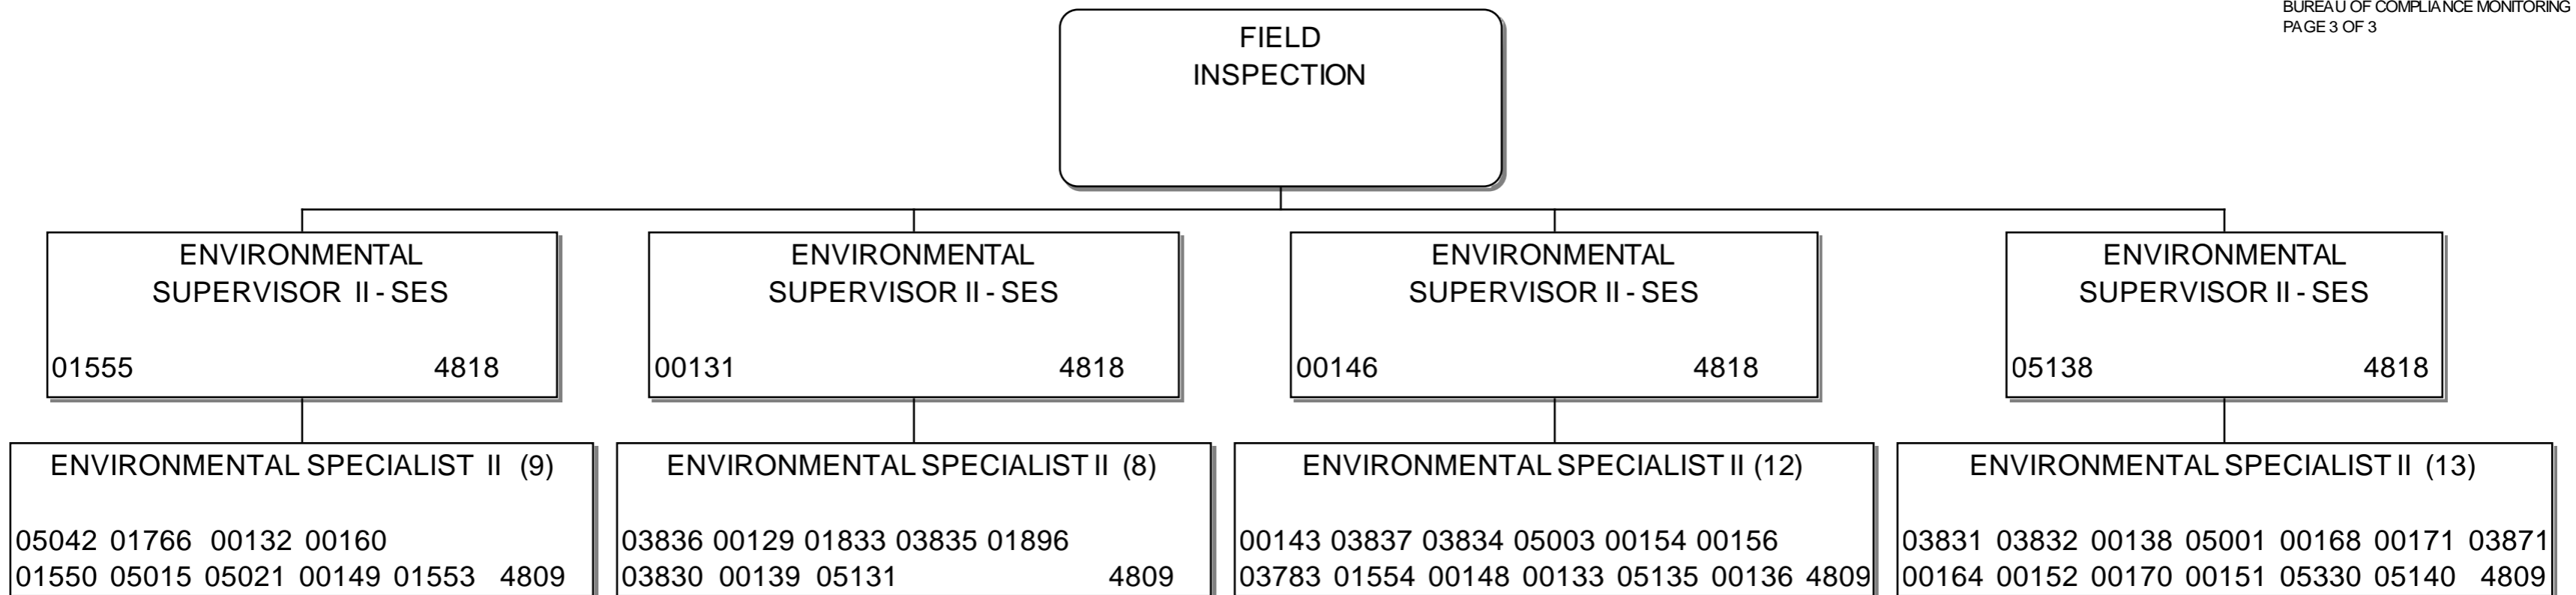 BUREAU OF COMPLIANCE MONITORING
PAGE 3 OF 3
FIELD
INSPECTION
ENVIRONMENTAL
SUPERVISOR II - SES
01555 4818
ENVIRONMENTAL
SUPERVISOR II - SES
00131 4818
ENVIRONMENTAL
SUPERVISOR II - SES
00146 4818
ENVIRONMENTAL
SUPERVISOR II - SES
05138 4818
ENVIRONMENTAL SPECIALIST II (9)
05042 01766 00132 00160
01550 05015 05021 00149 01553 4809
ENVIRONMENTAL SPECIALIST II (8)
03836 00129 01833 03835 01896
03830 00139 05131 4809
ENVIRONMENTAL SPECIALIST II (12)
00143 03837 03834 05003 00154 00156
03783 01554 00148 00133 05135 00136 4809
ENVIRONMENTAL SPECIALIST II (13)
03831 03832 00138 05001 00168 00171 03871
00164 00152 00170 00151 05330 05140 4809